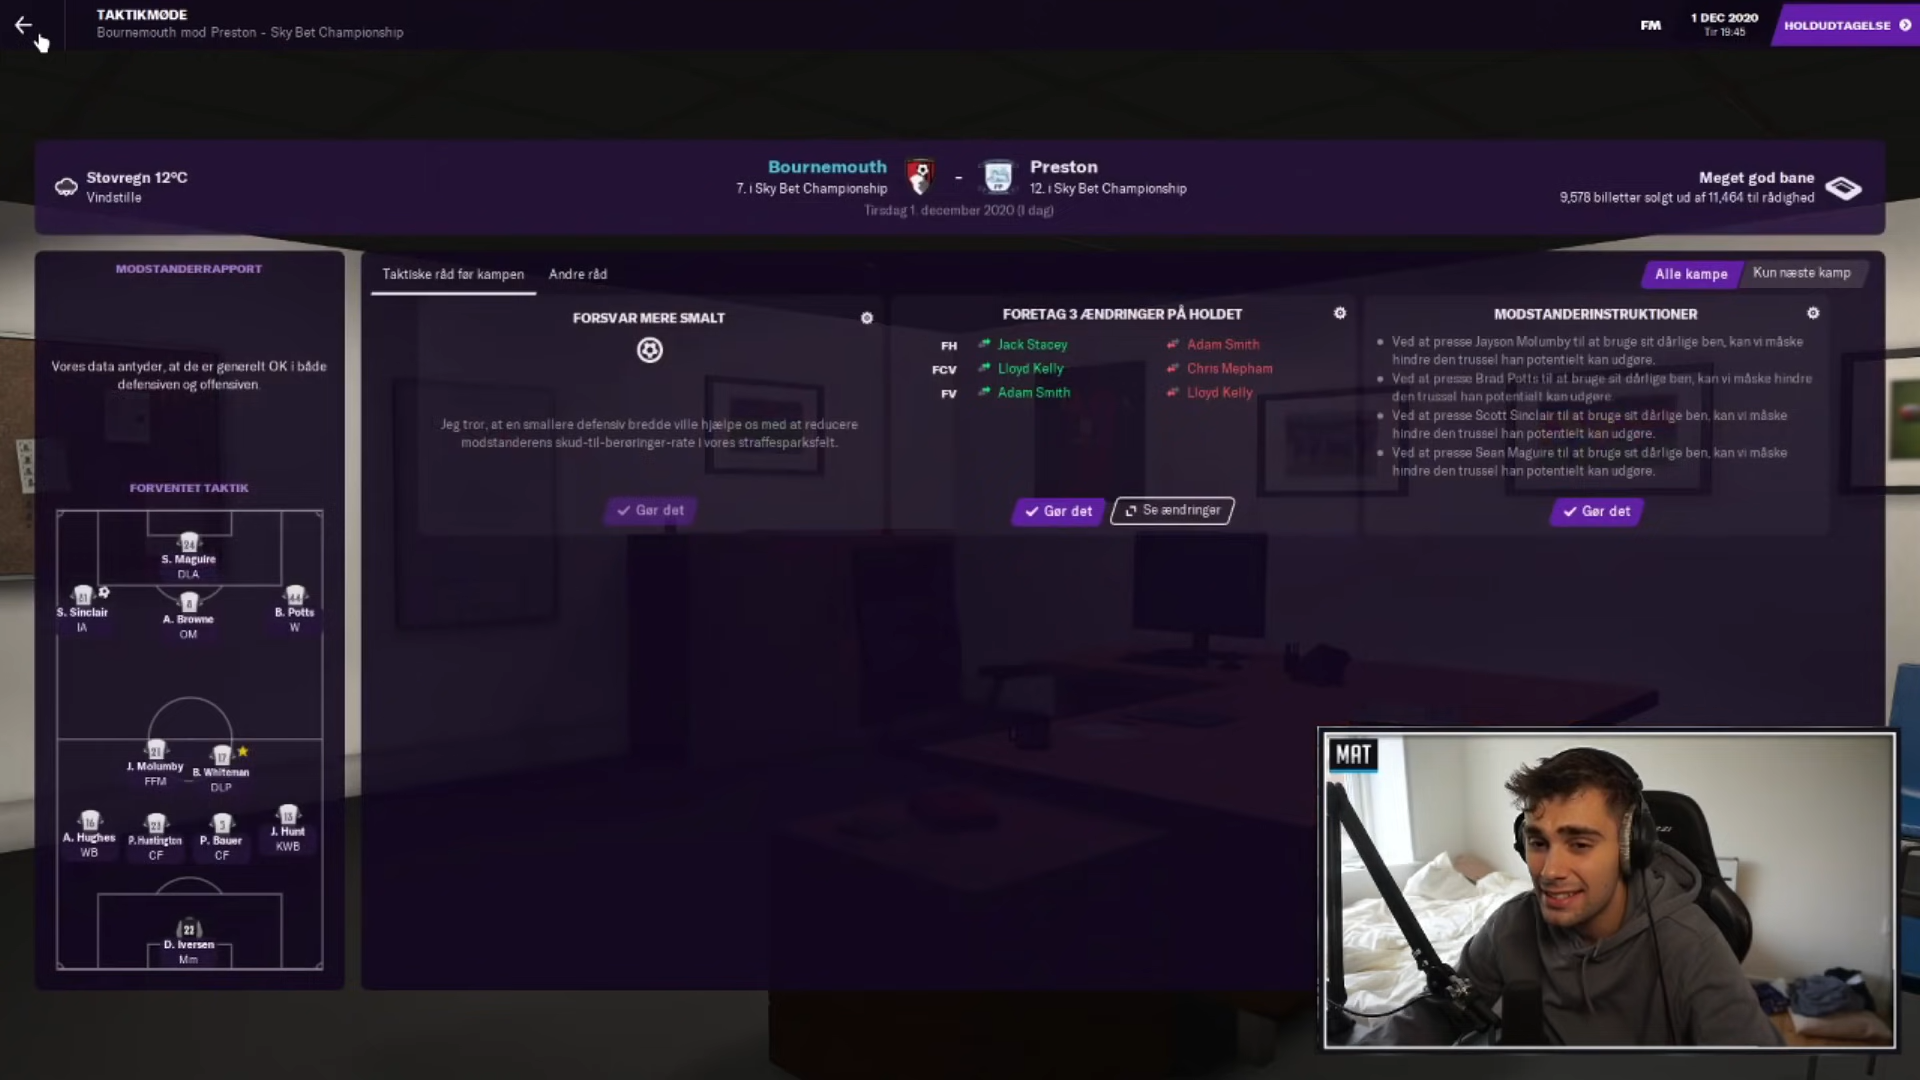 TAKTIKMØDE
Bournemouth mod Preston - Sky Bet Championship
FM
1 DEC 2020
Tir 19:45
HOLDUDTAGELSE
Støvregn 12°C
Vindstille
Bournemouth
7. i Sky Bet Championship
-
Preston
12. i Sky Bet Championship
Tirsdag 1. december 2020 (I dag)
Meget god bane
9,578 billetter solgt ud af 11,464 til rådighed
MODSTANDERRAPPORT
Vores data antyder, at de er generelt OK i både
defensiven og offensiven.
FORVENTET TAKTIK
24
S. Maguire
DLA
S. Sinclair
IA
8
A. Browne
OM
44
B. Potts
W
21
J. Molumby
FFM
17
B. Whiteman
DLP
16
A. Hughes
WB
23
P. Huntington
CF
5
P. Bauer
CF
13
J. Hunt
KWB
22
D. Iversen
Mm
Taktiske råd før kampen
Andre råd
Alle kampe
Kun næste kamp
FORSVAR MERE SMALT
Jeg tror, at en smallere defensiv bredde ville hjælpe os med at reducere
modstanderens skud-til-berøringer-rate i vores straffesparksfelt.
Gør det
FORETAG 3 ÆNDRINGER PÅ HOLDET
FH Jack Stacey Adam Smith
FCV Lloyd Kelly Chris Mepham
FV Adam Smith Lloyd Kelly
Gør det
Se ændringer
MODSTANDERINSTRUKTIONER
Ved at presse Jayson Molumby til at bruge sit dårlige ben, kan vi måske
hindre den trussel han potentielt kan udgøre.
Ved at presse Brad Potts til at bruge sit dårlige ben, kan vi måske hindre
den trussel han potentielt kan udgøre.
Ved at presse Scott Sinclair til at bruge sit dårlige ben, kan vi måske
hindre den trussel han potentielt kan udgøre.
Ved at presse Sean Maguire til at bruge sit dårlige ben, kan vi måske
hindre den trussel han potentielt kan udgøre.
Gør det
MAT